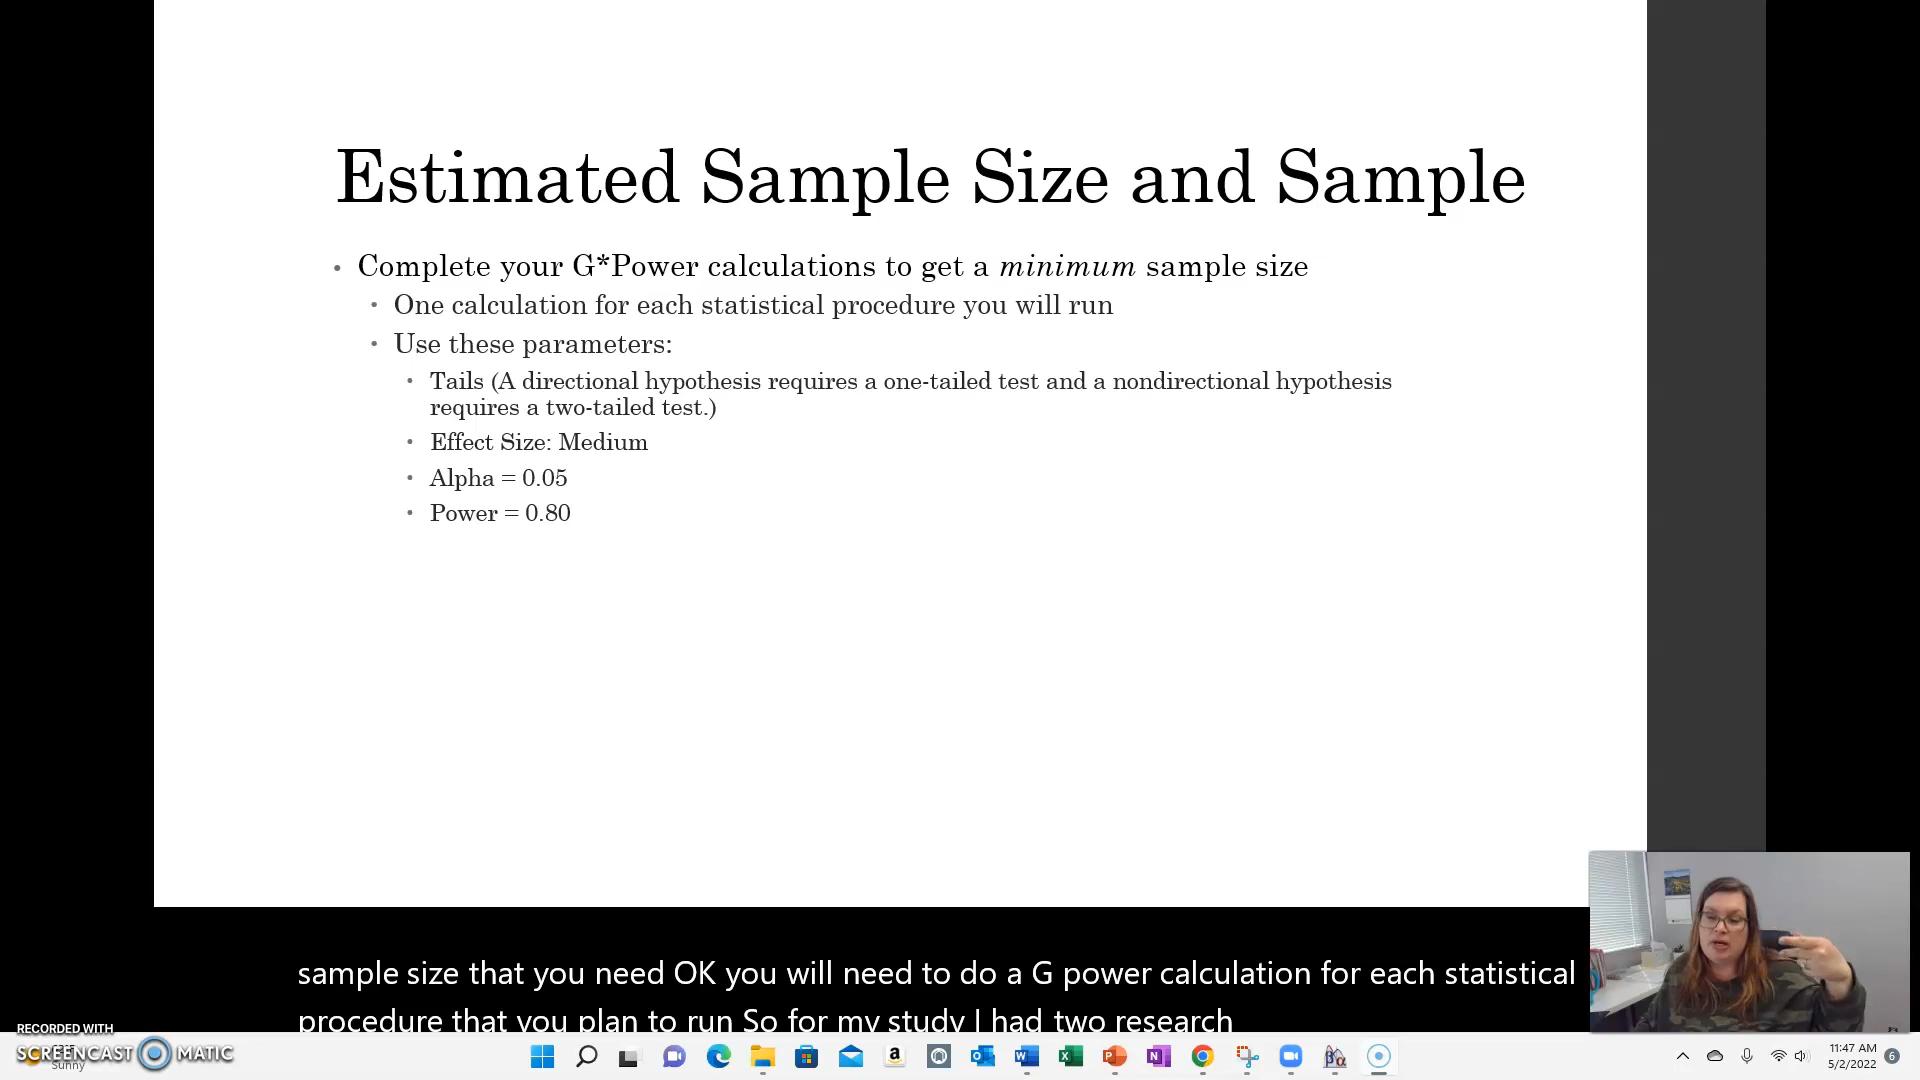 Estimated Sample Size and Sample
• Complete your G*Power calculations to get a minimum sample size
• One calculation for each statistical procedure you will run
• Use these parameters:
• Tails (A directional hypothesis requires a one-tailed test and a nondirectional hypothesis
requires a two-tailed test.)
• Effect Size: Medium
• Alpha = 0.05
• Power = 0.80
sample size that you need OK you will need to do a G power calculation for each statistical
procedure that you plan to run So for my study I had two research
RECORDED WITH
SCREENCAST MATIC
Sunny
11:47 AM
5/2/2022
6